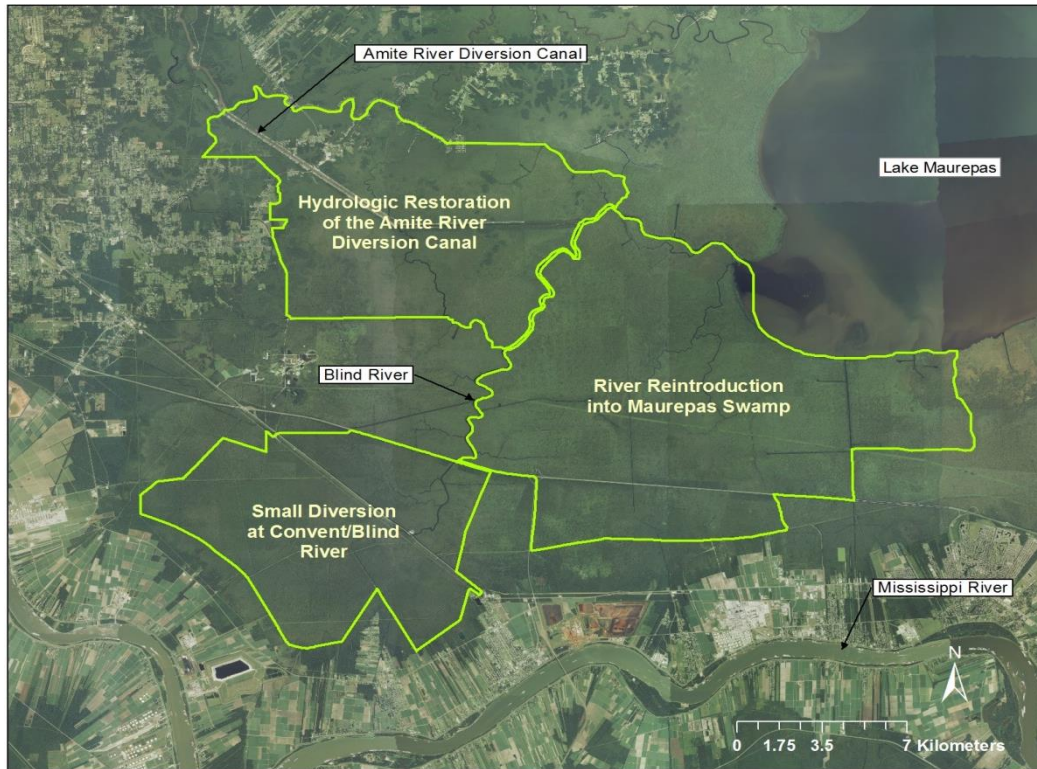 Amite River Diversion Canal
Lake Maurepas
Hydrologic Restoration
of the Amite River
Diversion Canal
Blind River
River Reintroduction
into Maurepas Swamp
Small Diversion
at Convent/Blind
River
Mississippi River
N
0 1.75 3.5 7 Kilometers